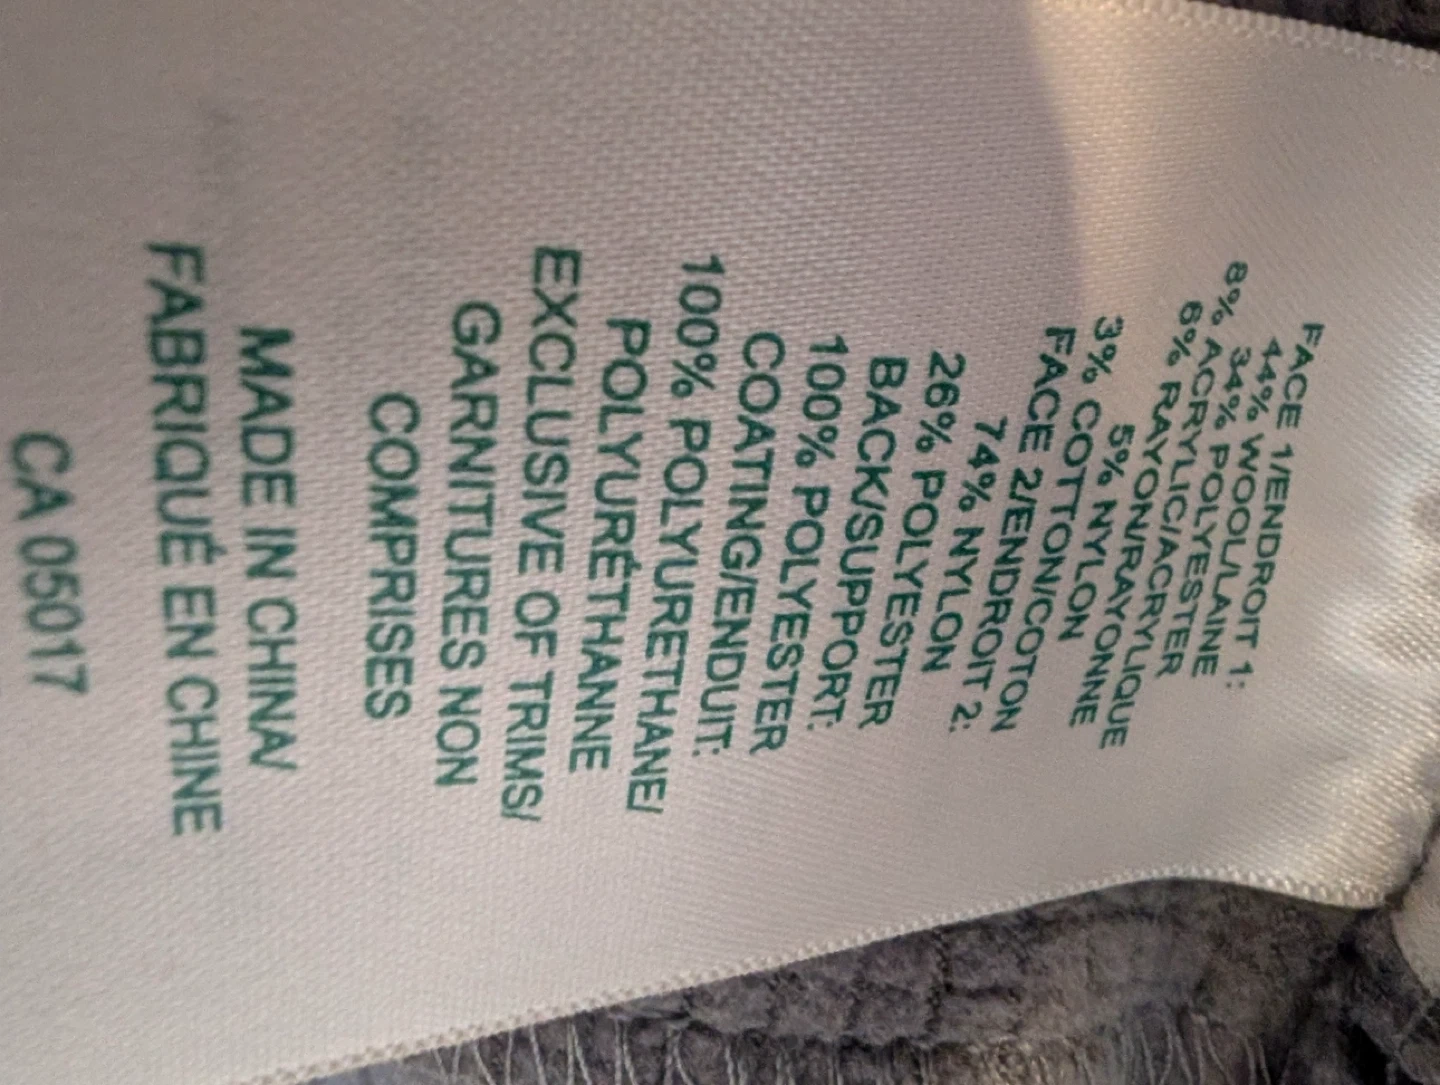 FACE 1/ENDROIT 1:
44% WOOL/LAINE
34% POLYESTER
8% ACRYLIC/ACRYLIQUE
6% RAYON/RAYONNE
5% NYLON
3% COTTON/COTON
FACE 2/ENDROIT 2:
74% NYLON
26% POLYESTER
BACK/SUPPORT:
100% POLYESTER
COATING/ENDUIT:
100% POLYURETHANE/
POLYURÉTHANNE
EXCLUSIVE OF TRIMS/
GARNITURES NON
COMPRISES
MADE IN CHINA/
FABRIQUÉ EN CHINE
CA 05017